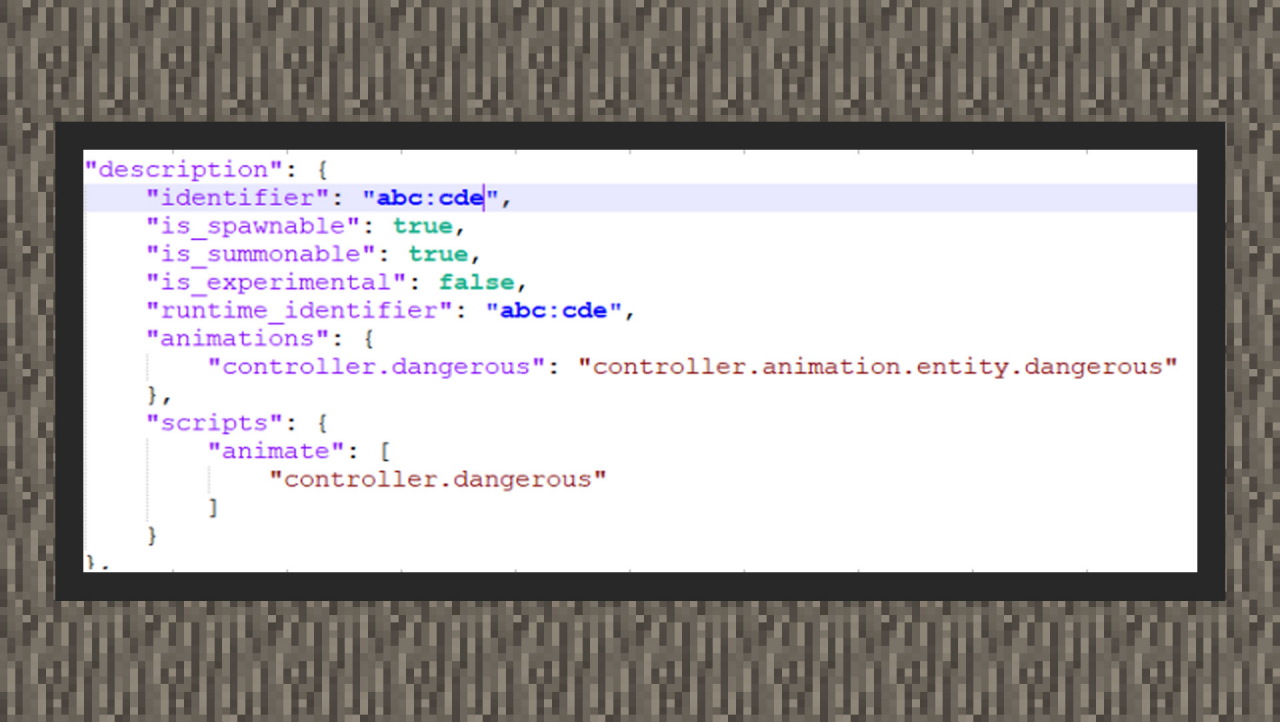 "description": {
"identifier": "abc:cde",
"is_spawnable": true,
"is_summonable": true,
"is_experimental": false,
"runtime_identifier": "abc:cde",
"animations": {
"controller.dangerous": "controller.animation.entity.dangerous"
},
"scripts": {
"animate": [
"controller.dangerous"
]
}
},